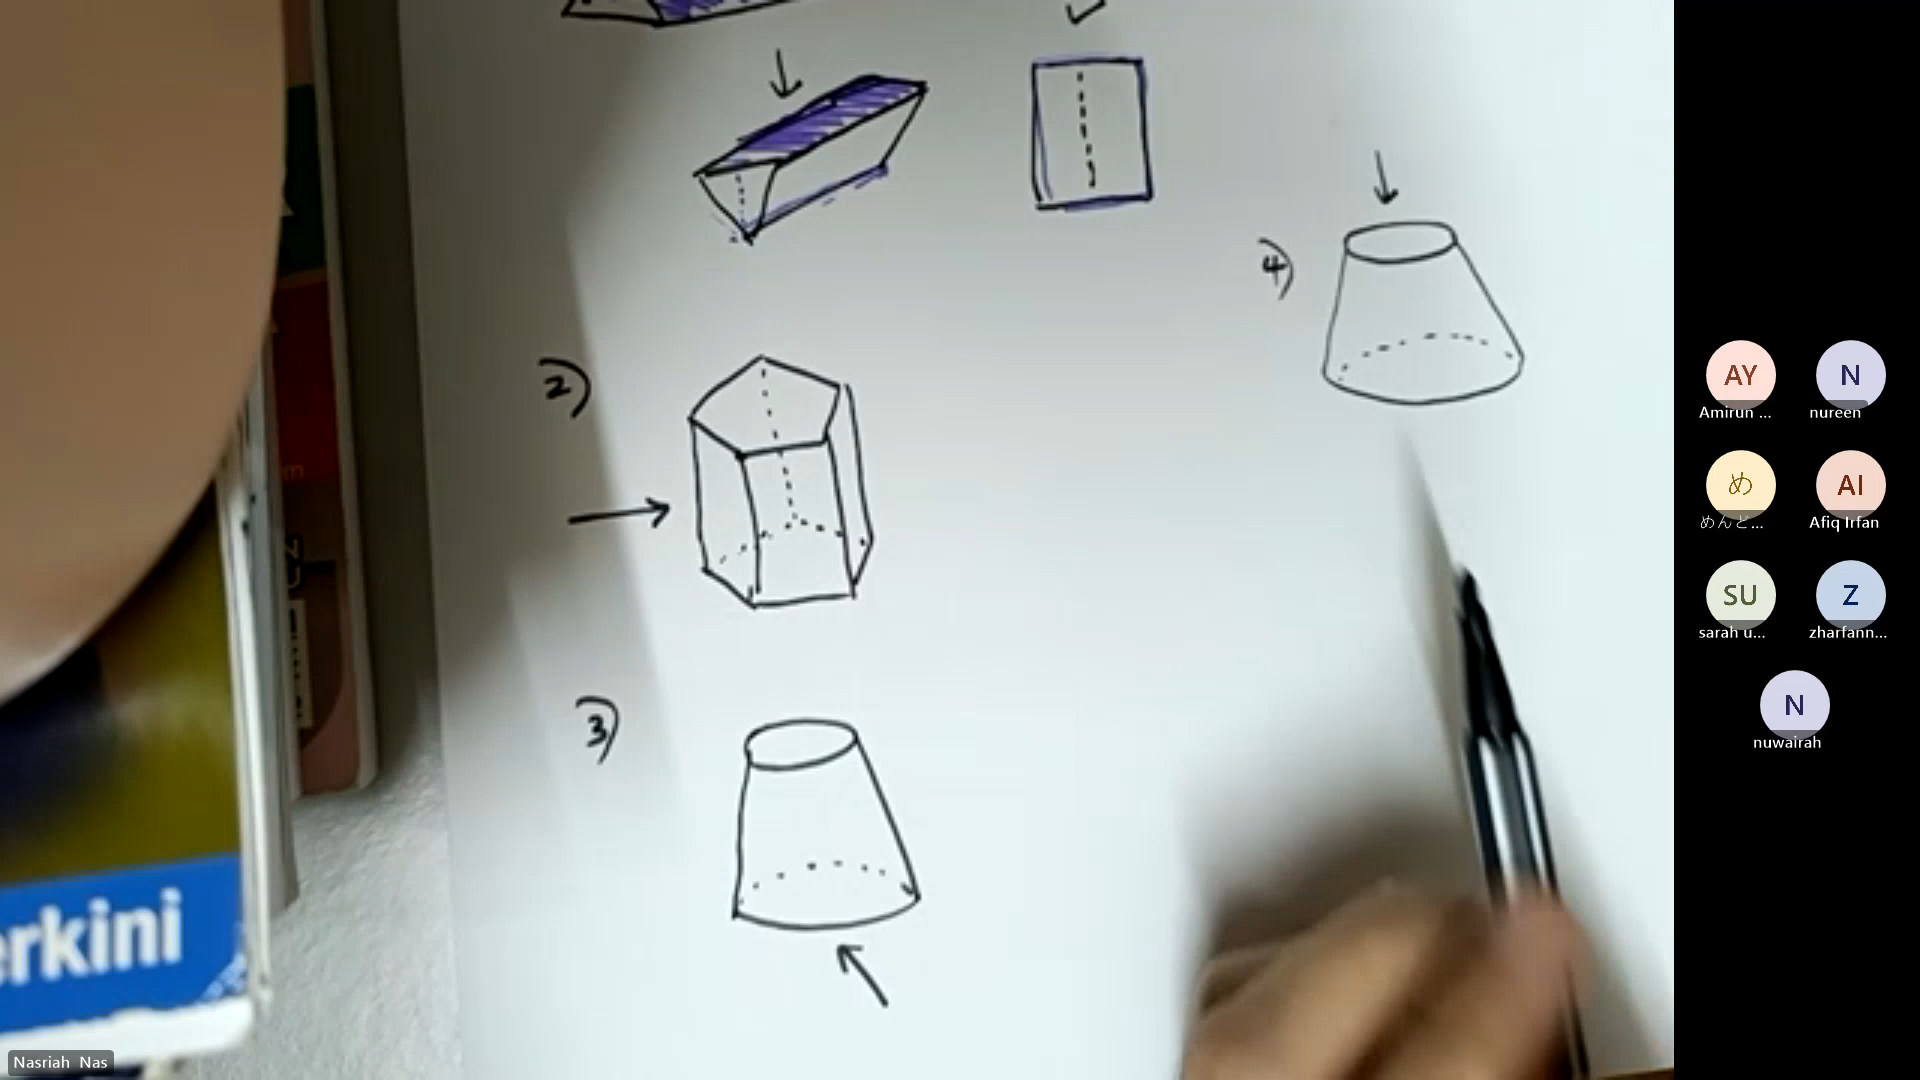 4)
2)
3)
erkini
AY
Amirun ...
N
nureen
め
めんど...
AI
Afiq Irfan
SU
sarah u...
Z
zharfann...
N
nuwairah
Nasriah Nas